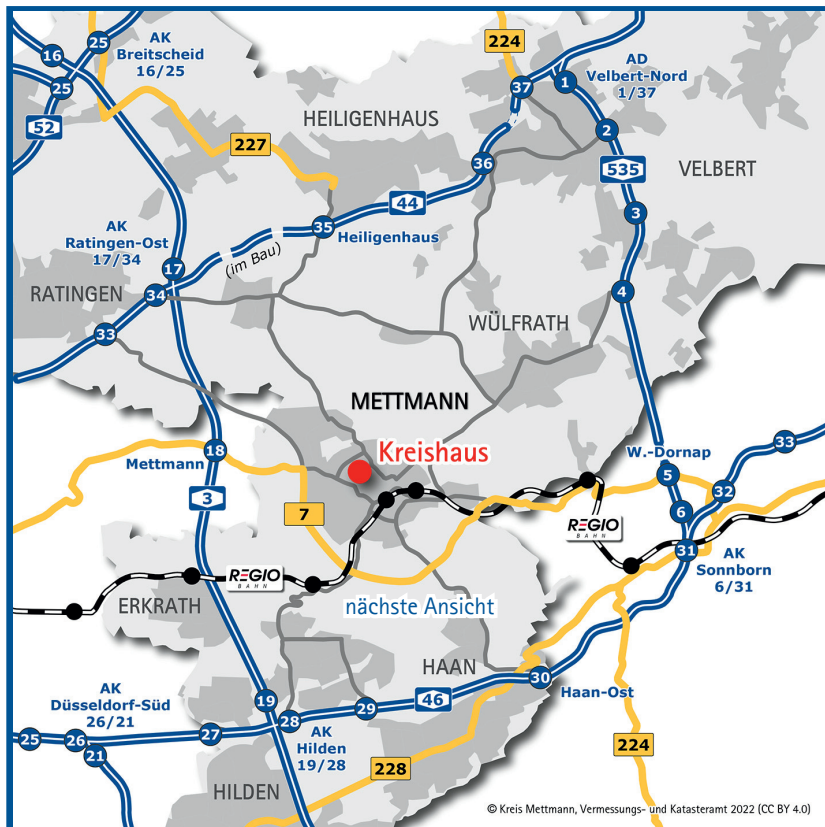 25
AK
Breitscheid
16/25
16
25
52
224
AD
Velbert-Nord
1/37
37
1
HEILIGENHAUS
227
2
36
535
VELBERT
44
3
35
Heiligenhaus
(im Bau)
AK
Ratingen-Ost
17/34
17
34
RATINGEN
33
4
WÜLFRATH
METTMANN
Kreishaus
18
Mettmann
3
7
W.-Dornap
33
5
32
6
REGIO
BAHN
31
AK
Sonnborn
6/31
REGIO
BAHN
ERKRATH
nächste Ansicht
HAAN
30
Haan-Ost
AK
Düsseldorf-Süd
26/21
19
46
29
28
AK
Hilden
19/28
27
25
26
21
224
228
HILDEN
© Kreis Mettmann, Vermessungs- und Katasteramt 2022 (CC BY 4.0)